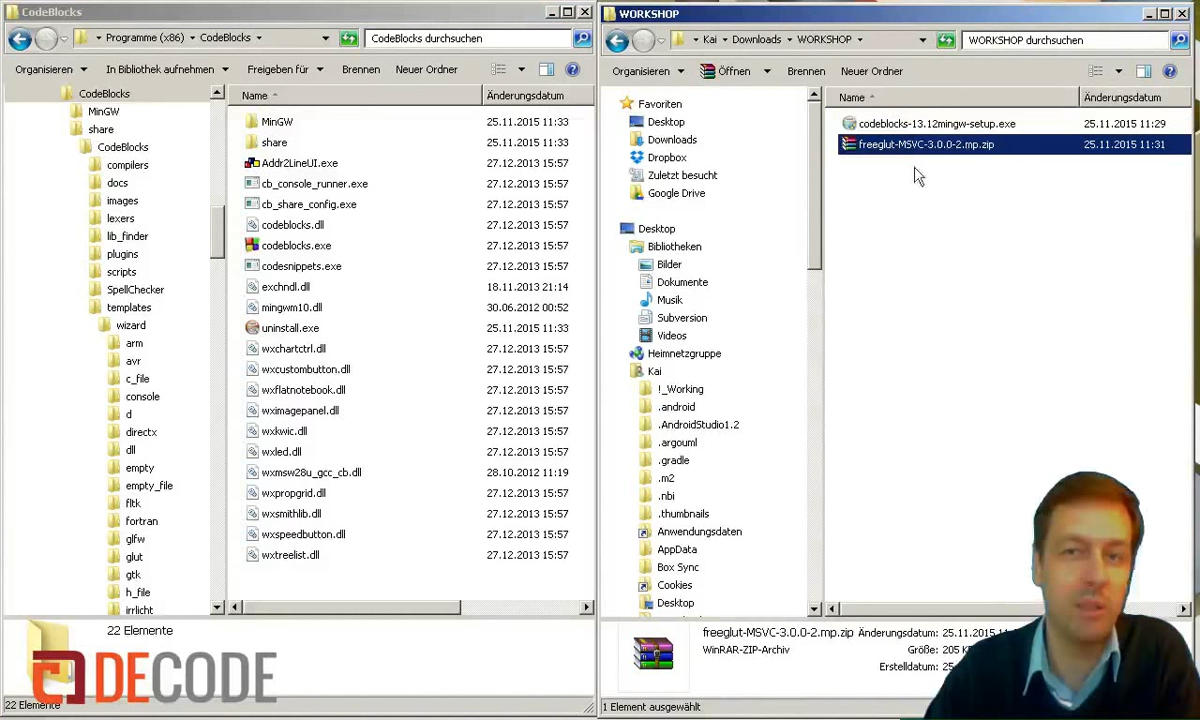 CodeBlocks
Programme (x86) CodeBlocks
CodeBlocks durchsuchen
Organisieren In Bibliothek aufnehmen Freigeben für Brennen Neuer Ordner
CodeBlocks
MinGW
share
CodeBlocks
compilers
docs
images
lexers
lib_finder
plugins
scripts
SpellChecker
templates
wizard
arm
avr
c_file
console
d
directx
dll
empty
empty_file
fltk
fortran
glfw
glut
gtk
h_file
irrlicht
Name Änderungsdatum
MinGW 25.11.2015 11:33
share 25.11.2015 11:33
Addr2LineUI.exe 27.12.2013 15:57
cb_console_runner.exe 27.12.2013 15:57
cb_share_config.exe 27.12.2013 15:57
codeblocks.dll 27.12.2013 15:57
codeblocks.exe 27.12.2013 15:57
codesnippets.exe 27.12.2013 15:57
exchndl.dll 18.11.2013 21:14
mingwm10.dll 30.06.2012 00:52
uninstall.exe 25.11.2015 11:33
wxchartctrl.dll 27.12.2013 15:57
wxcustombutton.dll 27.12.2013 15:57
wxflatnotebook.dll 27.12.2013 15:57
wximagepanel.dll 27.12.2013 15:57
wxkwic.dll 27.12.2013 15:57
wxled.dll 27.12.2013 15:57
wxmsw28u_gcc_cb.dll 28.10.2012 11:19
wxpropgrid.dll 27.12.2013 15:57
wxsmithlib.dll 27.12.2013 15:57
wxspeedbutton.dll 27.12.2013 15:57
wxtreelist.dll 27.12.2013 15:57
22 Elemente
DECODE
22 Elemente
WORKSHOP
Kai Downloads WORKSHOP
WORKSHOP durchsuchen
Organisieren Öffnen Brennen Neuer Ordner
Favoriten
Desktop
Downloads
Dropbox
Zuletzt besucht
Google Drive
Desktop
Bibliotheken
Bilder
Dokumente
Musik
Subversion
Videos
Heimnetzgruppe
Kai
!_Working
.android
.AndroidStudio1.2
.argouml
.gradle
.m2
.nbi
.thumbnails
Anwendungsdaten
AppData
Box Sync
Cookies
Desktop
Name Änderungsdatum
codeblocks-13.12mingw-setup.exe 25.11.2015 11:29
freeglut-MSVC-3.0.0-2.mp.zip 25.11.2015 11:31
freeglut-MSVC-3.0.0-2.mp.zip Änderungsdatum: 25.11.2015
WinRAR-ZIP-Archiv Größe: 205
Erstelldatum:
1 Element ausgewählt